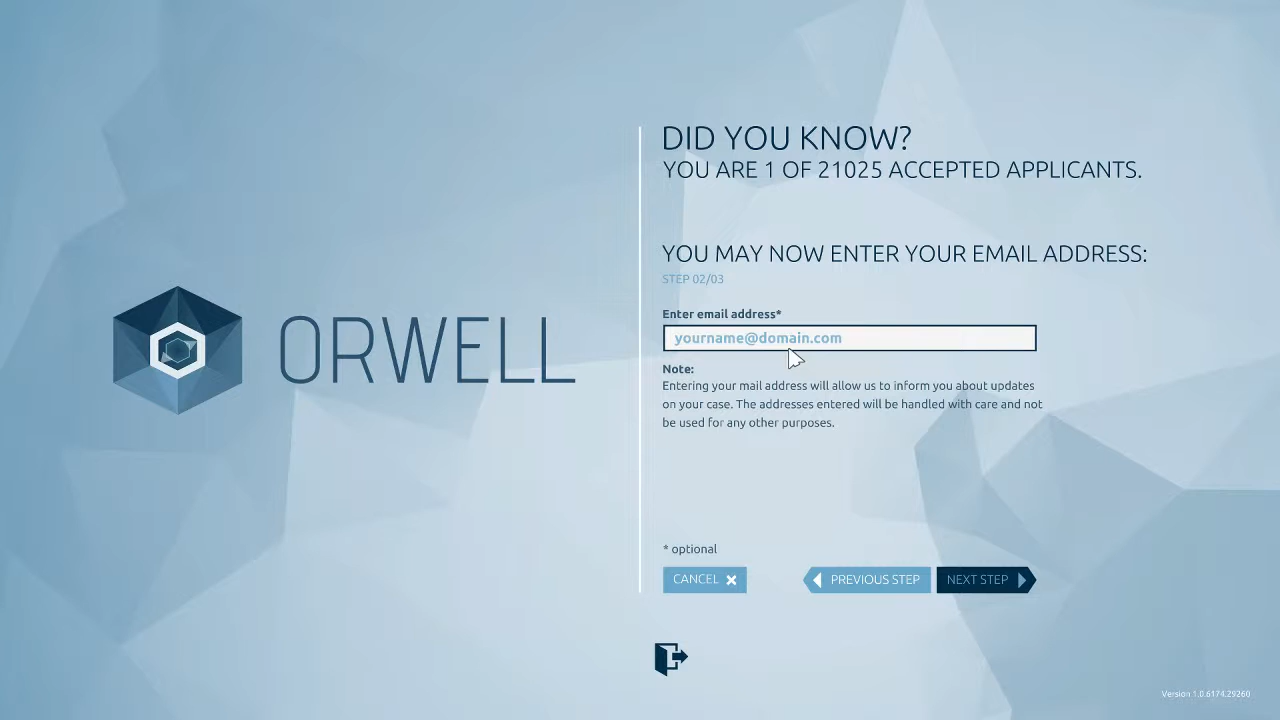 DID YOU KNOW?
YOU ARE 1 OF 21025 ACCEPTED APPLICANTS.
YOU MAY NOW ENTER YOUR EMAIL ADDRESS:
STEP 02/03
ORWELL
Enter email address*
yourname@domain.com
Note:
Entering your mail address will allow us to inform you about updates
on your case. The addresses entered will be handled with care and not
be used for any other purposes.
* optional
CANCEL
PREVIOUS STEP
NEXT STEP
Version 1.0.6174.29260